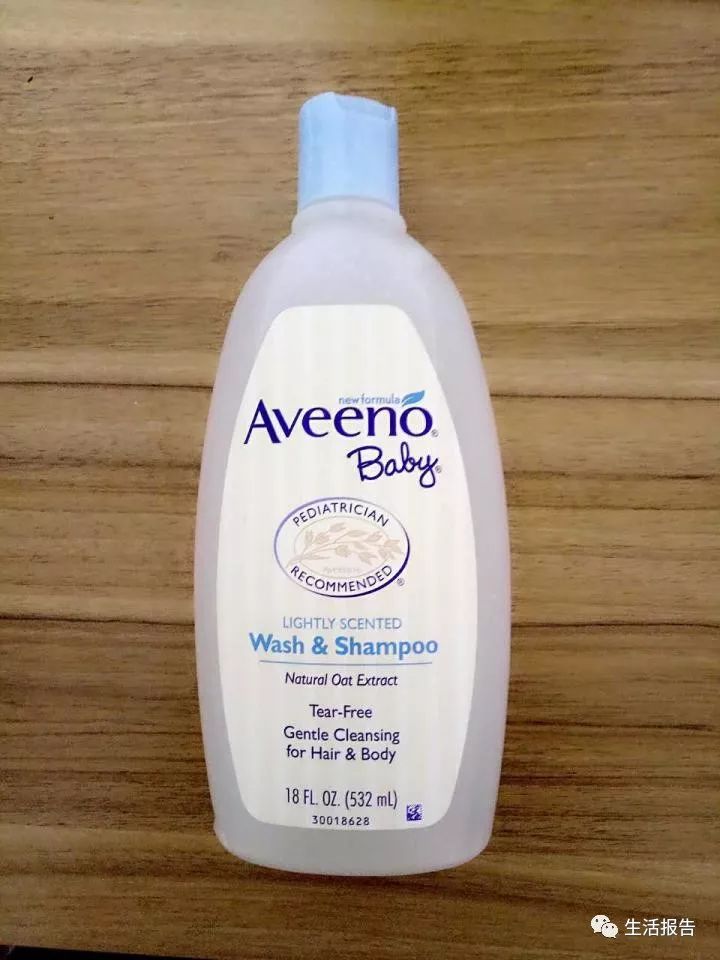 new formula
Aveeno®
Baby®
PEDIATRICIAN
Aveeno
RECOMMENDED®
LIGHTLY SCENTED
Wash & Shampoo
Natural Oat Extract
Tear-Free
Gentle Cleansing
for Hair & Body
18 FL. OZ. (532 mL)
30018628
生活报告